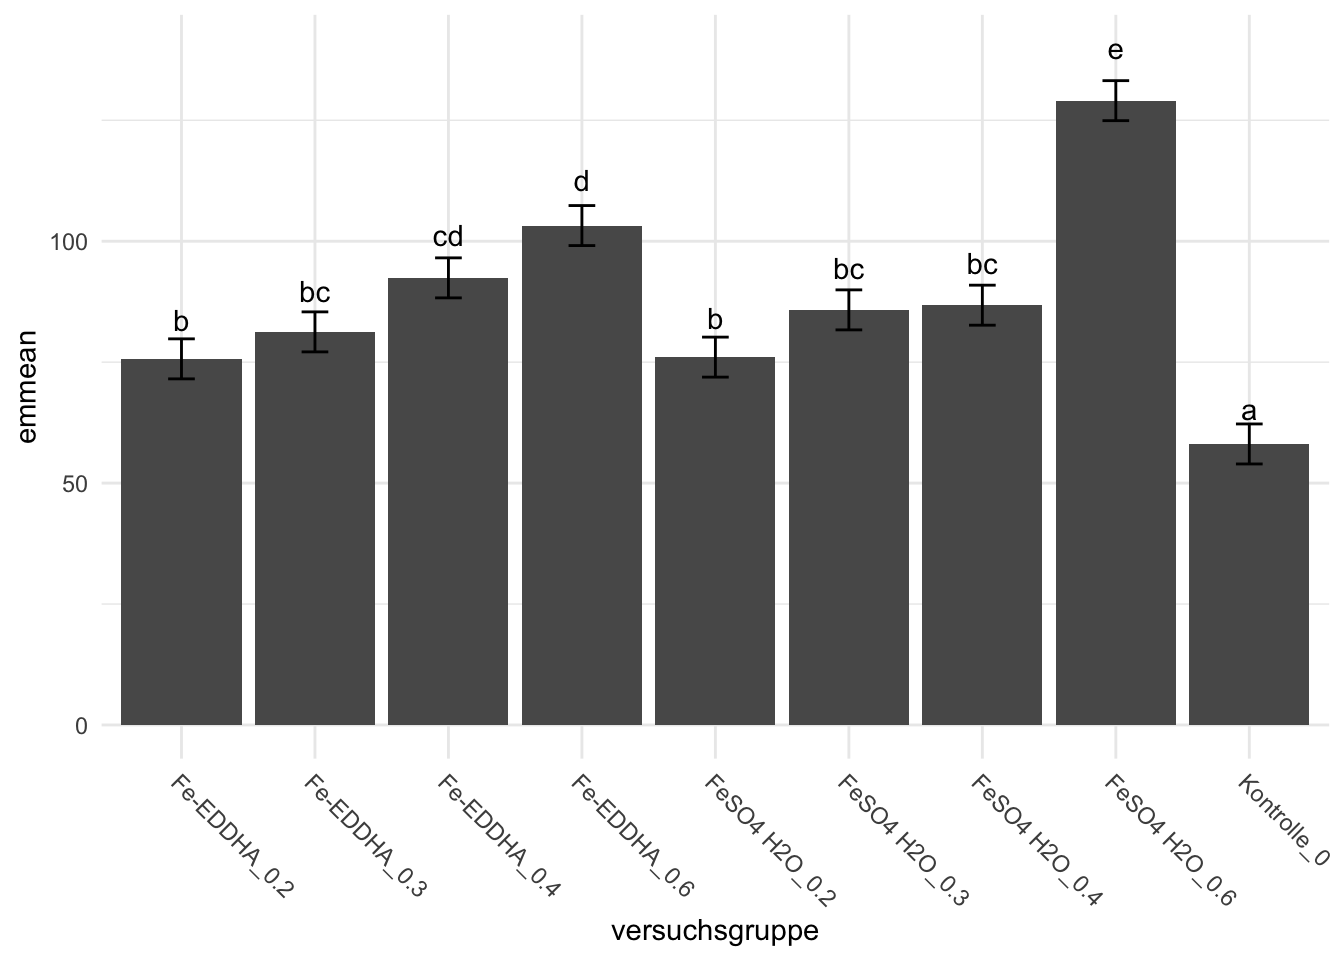 e
d
cd
bc
bc
bc
b
b
a
100
50
0
emmean
Fe-EDDHA_0.2
Fe-EDDHA_0.3
Fe-EDDHA_0.4
Fe-EDDHA_0.6
FeSO4 H2O_0.2
FeSO4 H2O_0.3
FeSO4 H2O_0.4
FeSO4 H2O_0.6
Kontrolle_0
versuchsgruppe